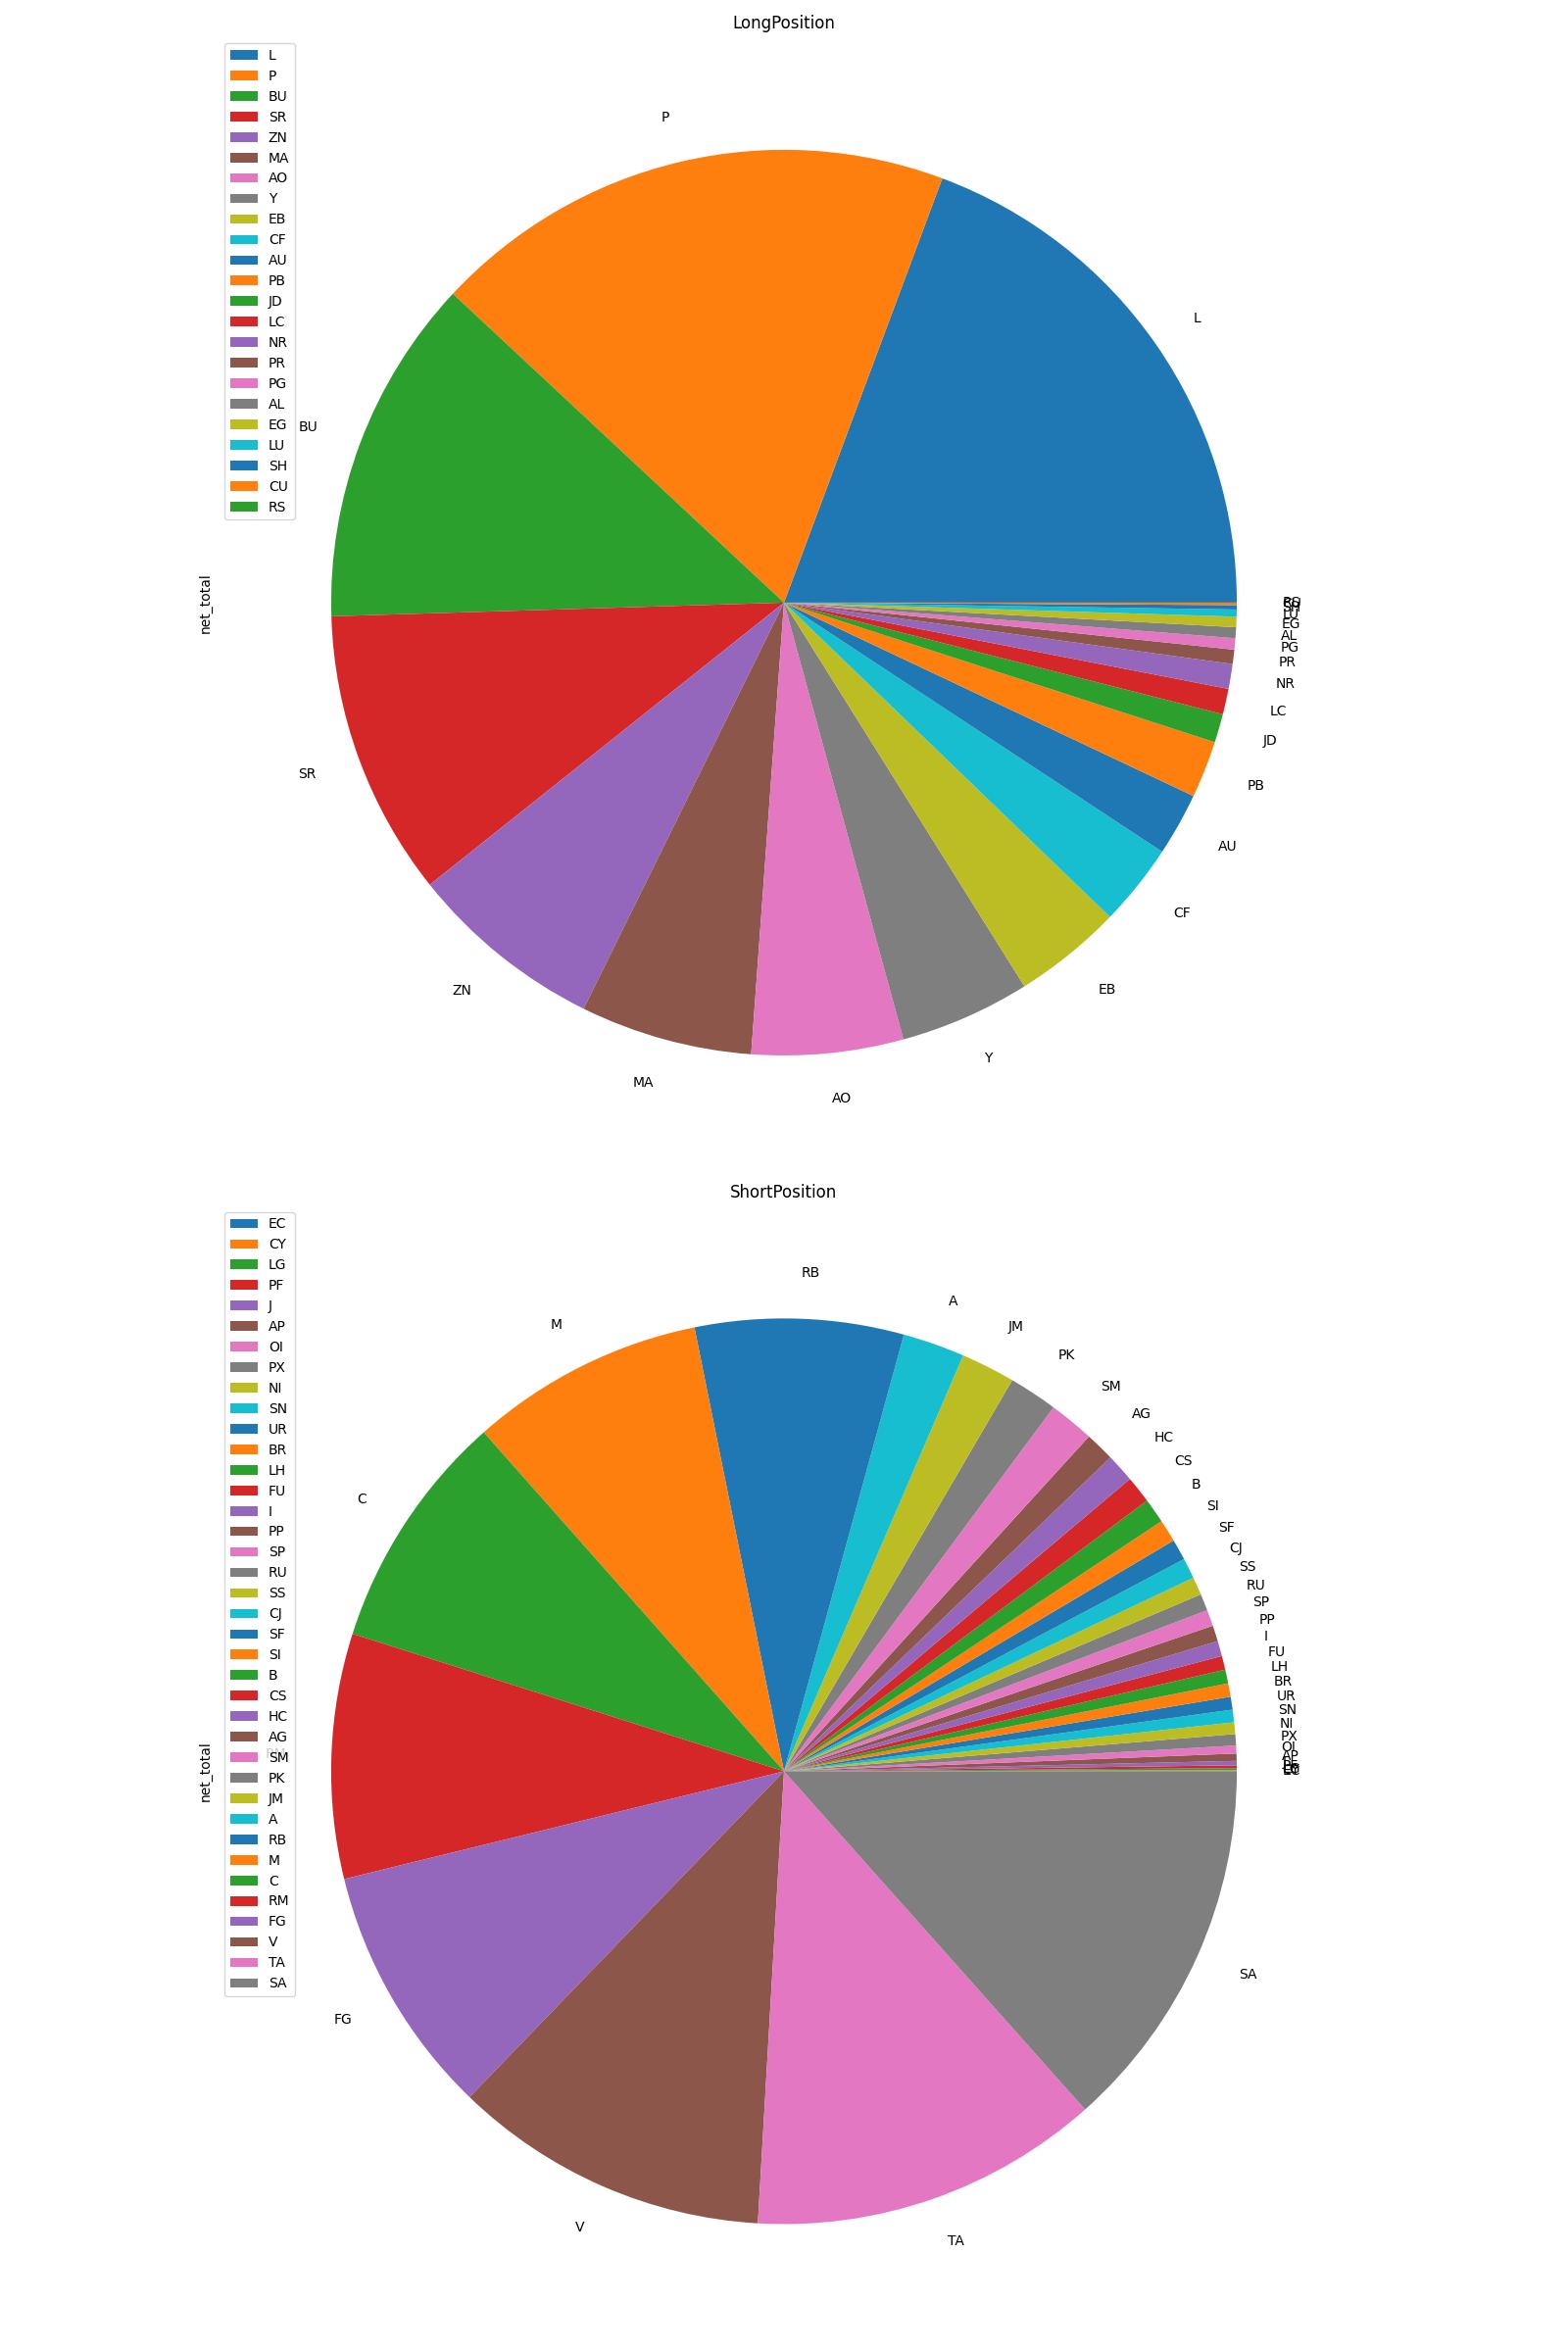 LongPosition
L
P
BU
SR
ZN
MA
AO
Y
EB
CF
AU
PB
JD
LC
NR
PR
PG
AL
EG
LU
SH
CU
RS
net_total
P
L
BU
SR
ZN
MA
AO
Y
EB
CF
AU
PB
JD
LC
NR
PR
PG
AL
EG
LU
ShortPosition
EC
CY
LG
PF
J
AP
OI
PX
NI
SN
UR
BR
LH
FU
I
PP
SP
RU
SS
CJ
SF
SI
B
CS
HC
AG
SM
PK
JM
A
RB
M
C
RM
FG
V
TA
SA
net_total
RB
A
JM
PK
SM
AG
HC
CS
B
SI
SF
CJ
SS
RU
SP
PP
I
FU
LH
BR
UR
SN
NI
PX
OI
AP
M
C
FG
V
TA
SA